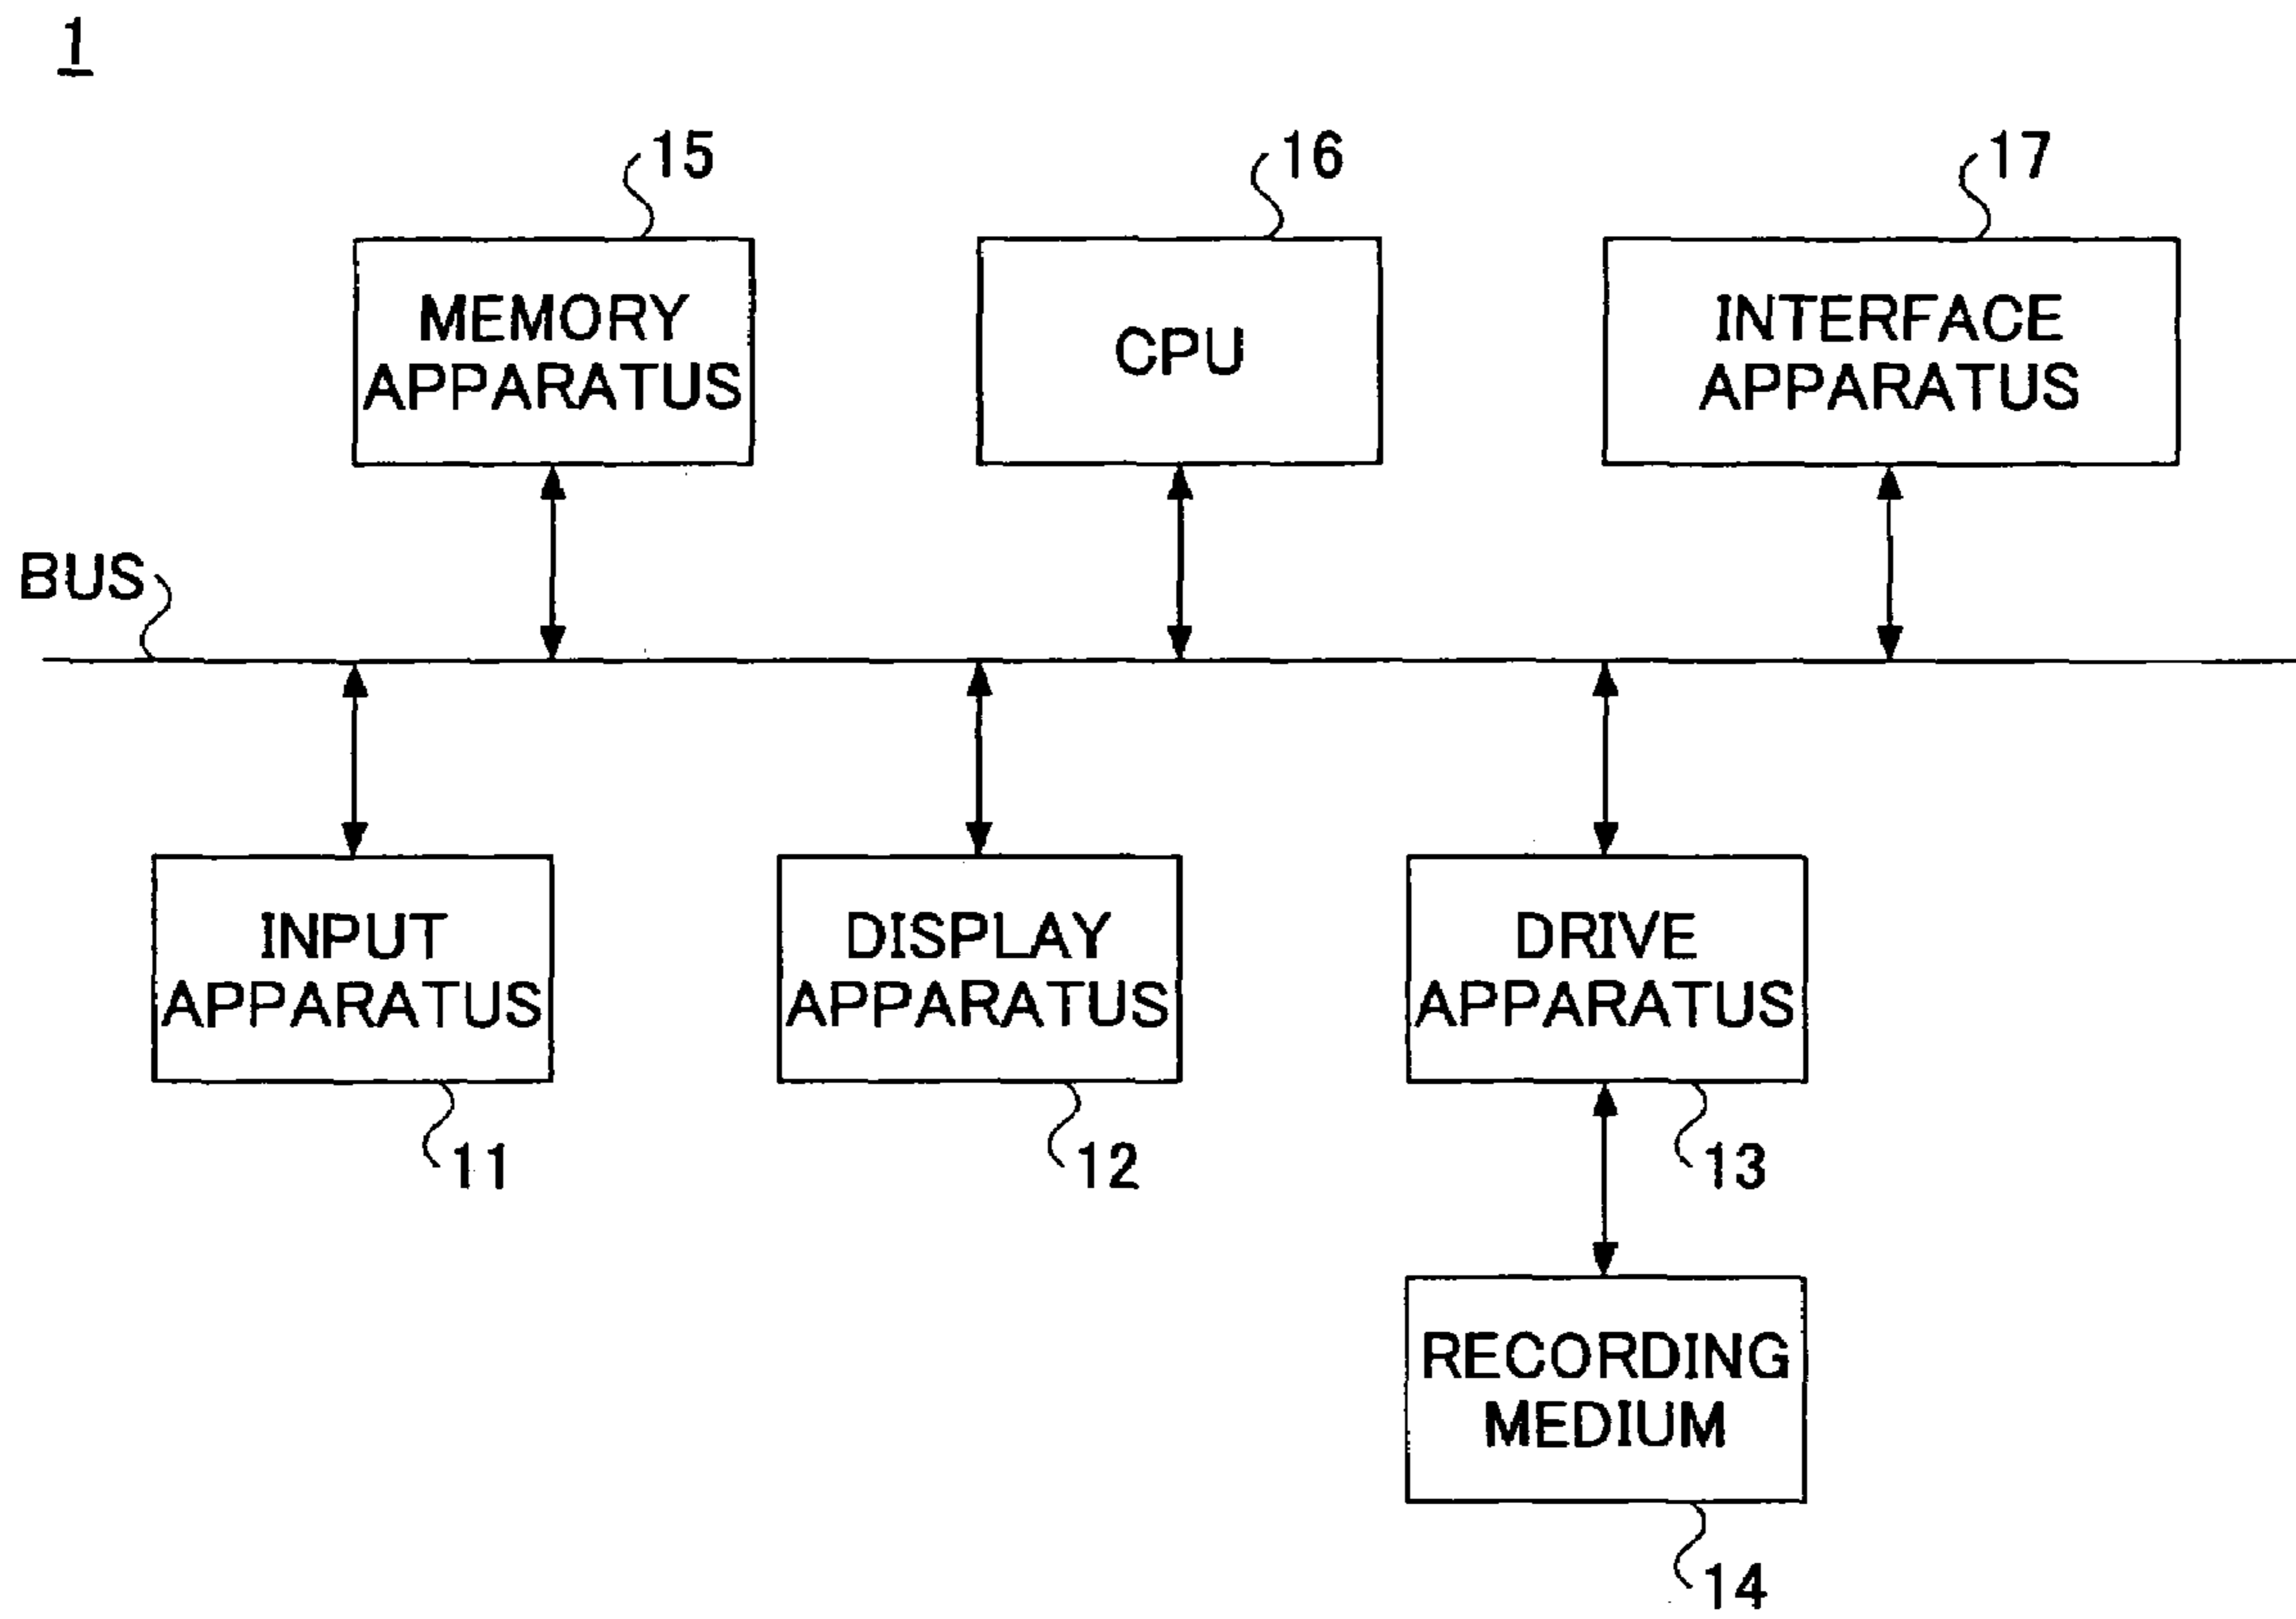 1
15
16
17
MEMORY
APPARATUS
CPU
INTERFACE
APPARATUS
BUS
INPUT
APPARATUS
DISPLAY
APPARATUS
DRIVE
APPARATUS
11
12
13
RECORDING
MEDIUM
14